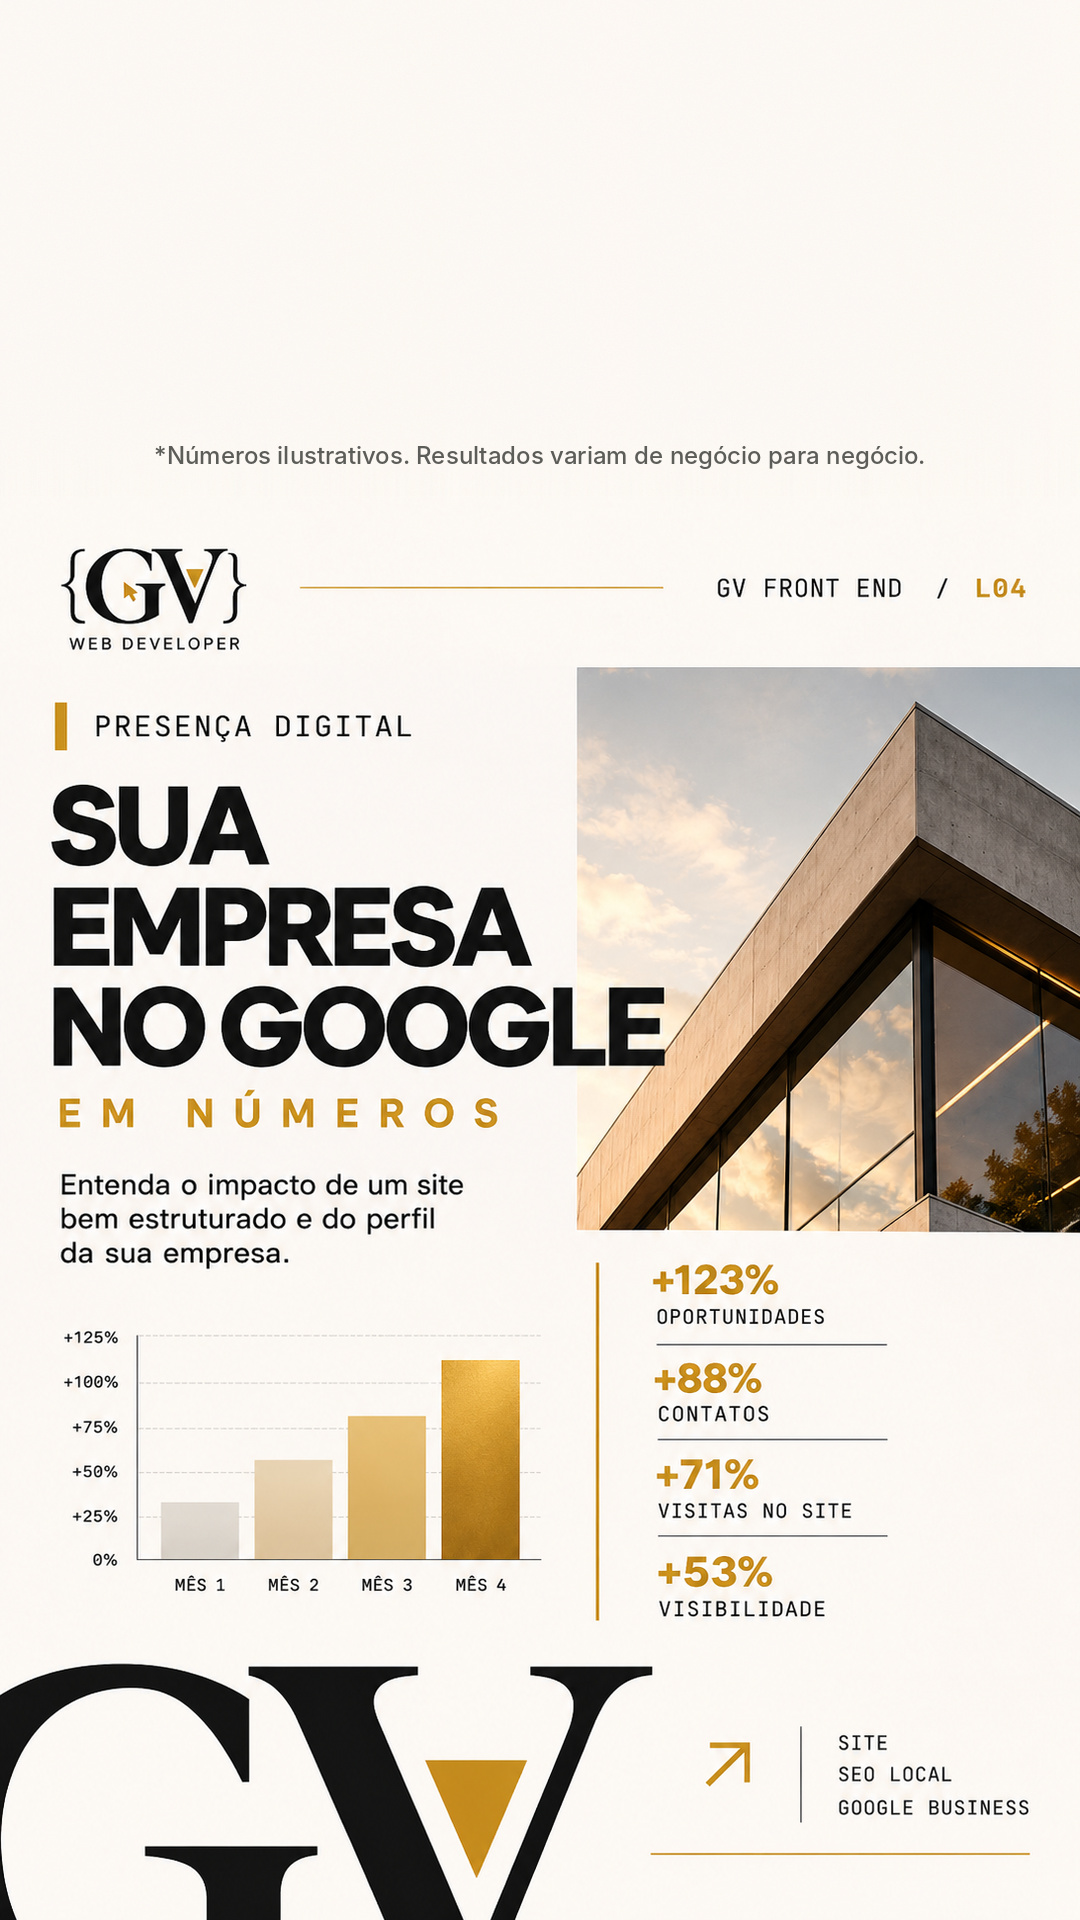 *Números ilustrativos. Resultados variam de negócio para negócio.
{GV}
WEB DEVELOPER
GV FRONT END / L04
PRESENÇA DIGITAL
SUA
EMPRESA
NO GOOGLE
EM NÚMEROS
Entenda o impacto de um site
bem estruturado e do perfil
da sua empresa.
+125%
+100%
+75%
+50%
+25%
0%
MÊS 1 MÊS 2 MÊS 3 MÊS 4
+123%
OPORTUNIDADES
+88%
CONTATOS
+71%
VISITAS NO SITE
+53%
VISIBILIDADE
GV
SITE
SEO LOCAL
GOOGLE BUSINESS